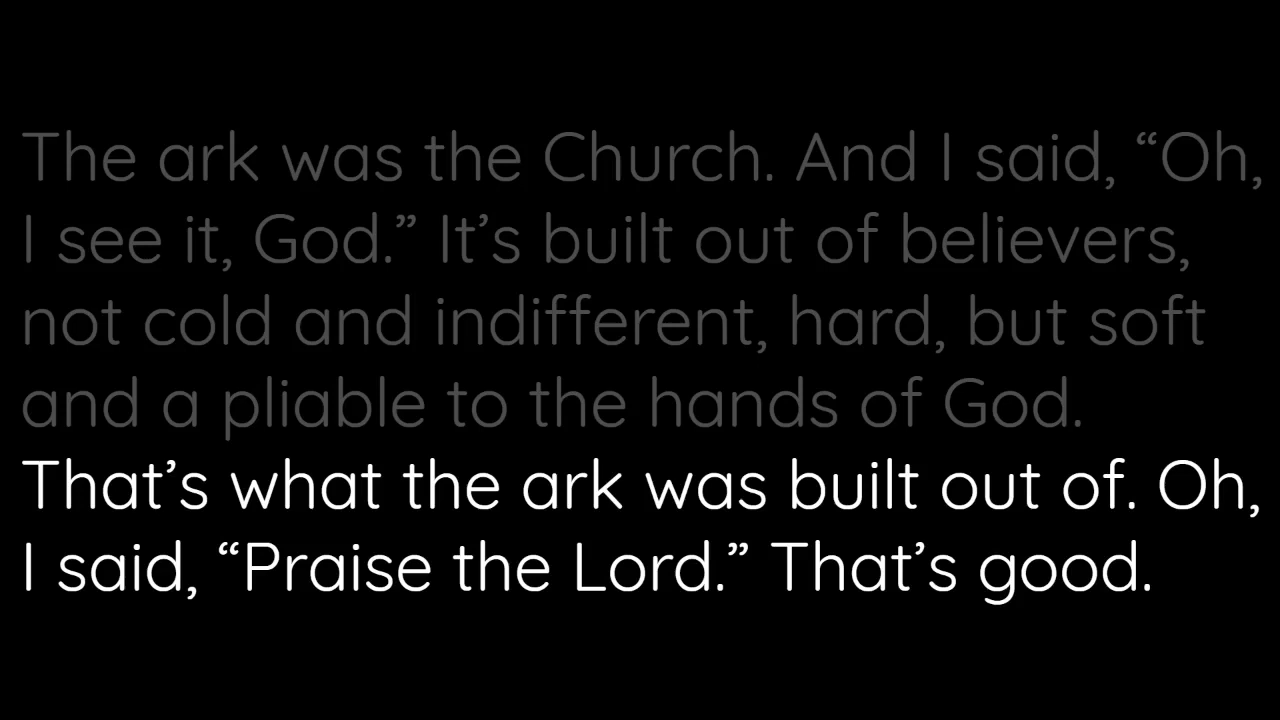 The ark was the Church. And I said, “Oh,
I see it, God.” It’s built out of believers,
not cold and indifferent, hard, but soft
and a pliable to the hands of God.
That’s what the ark was built out of. Oh,
I said, “Praise the Lord.” That’s good.